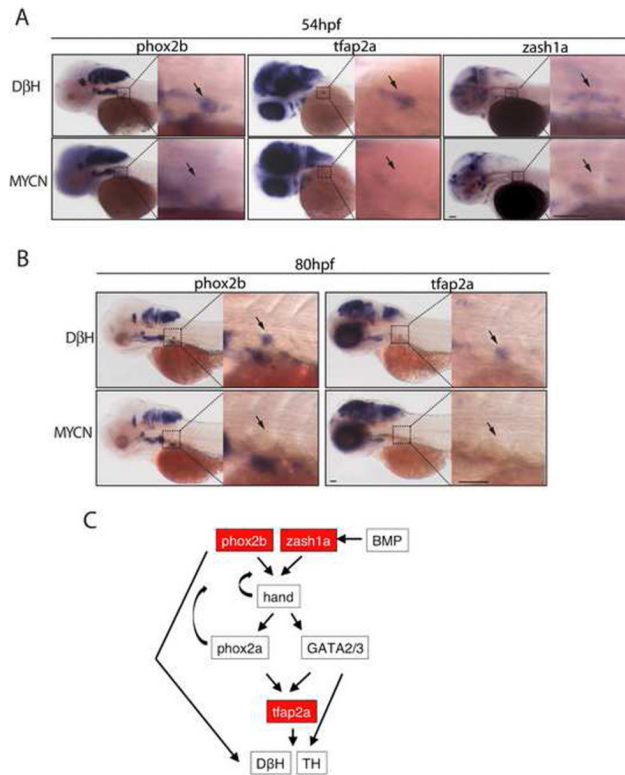 A
54hpf
phox2b tfap2a zash1a
DβH
MYCN
B
80hpf
phox2b tfap2a
DβH
MYCN
C
phox2b zash1a BMP
hand
phox2a GATA2/3
tfap2a
DβH TH